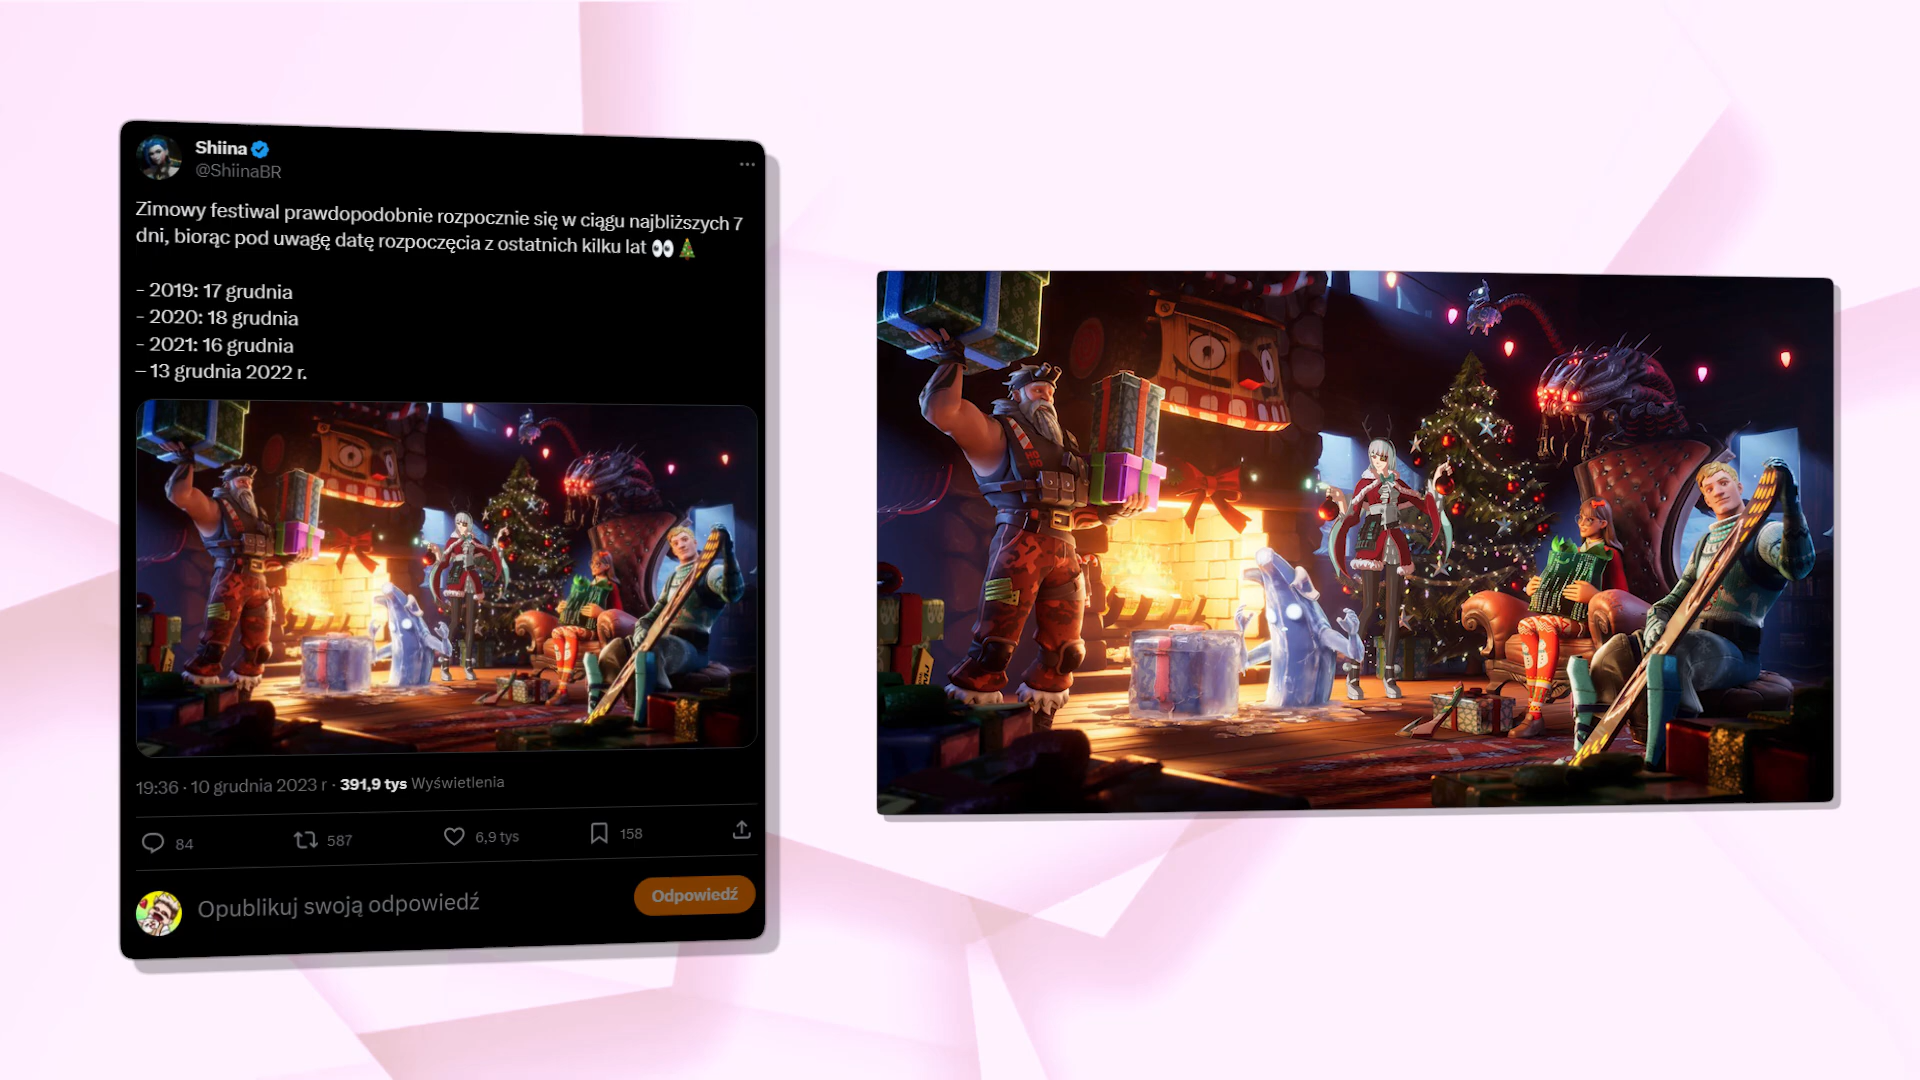 Shiina
@ShiinaBR
Zimowy festiwal prawdopodobnie rozpocznie się w ciągu najbliższych 7
dni, biorąc pod uwagę datę rozpoczęcia z ostatnich kilku lat 👀🎄
- 2019: 17 grudnia
- 2020: 18 grudnia
- 2021: 16 grudnia
– 13 grudnia 2022 r.
19:36 · 10 grudnia 2023 r · 391,9 tys Wyświetlenia
84 587 6,9 tys 158
Opublikuj swoją odpowiedź
Odpowiedź
HO
HO